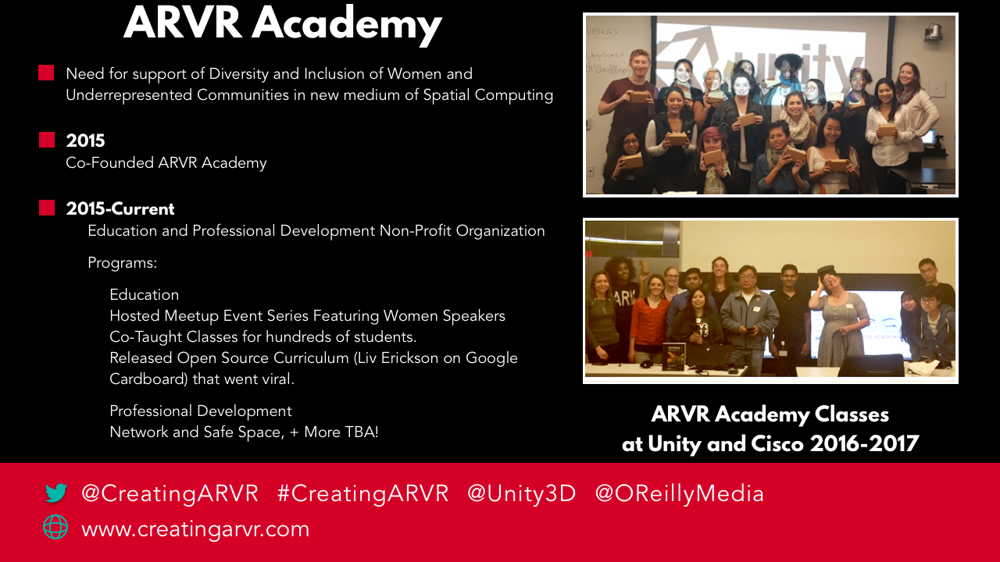 ARVR Academy
Need for support of Diversity and Inclusion of Women and
Underrepresented Communities in new medium of Spatial Computing
2015
Co-Founded ARVR Academy
2015-Current
Education and Professional Development Non-Profit Organization
Programs:
Education
Hosted Meetup Event Series Featuring Women Speakers
Co-Taught Classes for hundreds of students.
Released Open Source Curriculum (Liv Erickson on Google
Cardboard) that went viral.
Professional Development
Network and Safe Space, + More TBA!
unity
ARVR Academy Classes
at Unity and Cisco 2016-2017
@CreatingARVR #CreatingARVR @Unity3D @OReillyMedia
www.creatingarvr.com